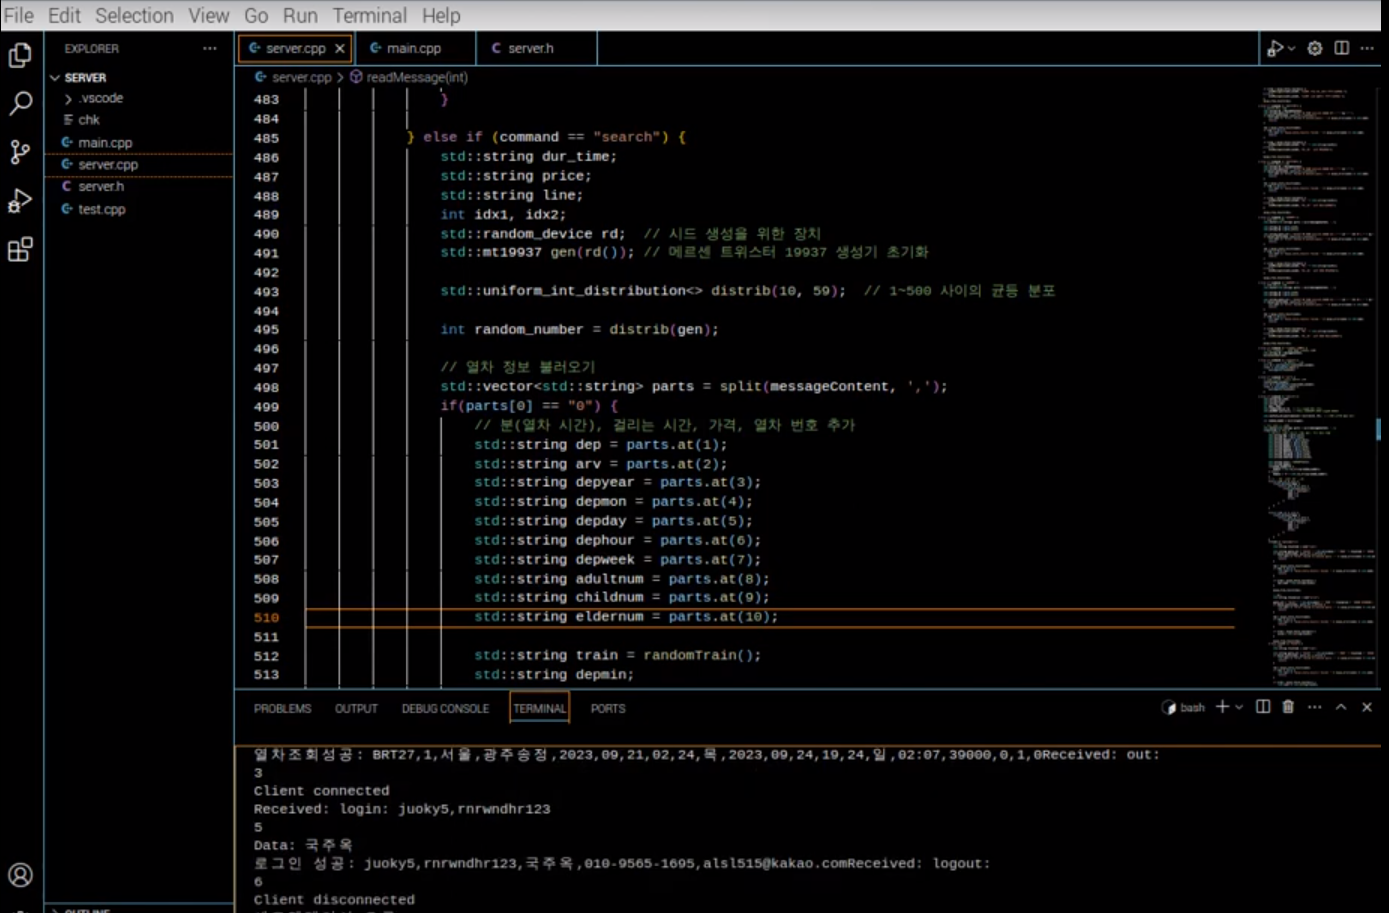 File Edit Selection View Go Run Terminal Help
EXPLORER ···
server.cpp × main.cpp server.h
SERVER
server.cpp > readMessage(int)
.vscode
chk
main.cpp
server.cpp
server.h
test.cpp
483 }
484
485 } else if (command == "search") {
486 std::string dur_time;
487 std::string price;
488 std::string line;
489 int idx1, idx2;
490 std::random_device rd; // 시드 생성을 위한 장치
491 std::mt19937 gen(rd()); // 메르센 트위스터 19937 생성기 초기화
492
493 std::uniform_int_distribution<> distrib(10, 59); // 1~500 사이의 균등 분포
494
495 int random_number = distrib(gen);
496
497 // 열차 정보 불러오기
498 std::vector<std::string> parts = split(messageContent, ',');
499 if(parts[0] == "0") {
500 // 분(열차 시간), 걸리는 시간, 가격, 열차 번호 추가
501 std::string dep = parts.at(1);
502 std::string arv = parts.at(2);
503 std::string depyear = parts.at(3);
504 std::string depmon = parts.at(4);
505 std::string depday = parts.at(5);
506 std::string dephour = parts.at(6);
507 std::string depweek = parts.at(7);
508 std::string adultnum = parts.at(8);
509 std::string childnum = parts.at(9);
510 std::string eldernum = parts.at(10);
511
512 std::string train = randomTrain();
513 std::string depmin;
PROBLEMS OUTPUT DEBUG CONSOLE TERMINAL PORTS bash
열차조회성공: BRT27,1,서울,광주송정,2023,09,21,02,24,목,2023,09,24,19,24,일,02:07,39000,0,1,0Received: out:
3
Client connected
Received: login: juoky5,rnrwndhr123
5
Data: 국주옥
로그인 성공: juoky5,rnrwndhr123,국주옥,010-9565-1695,alsl515@kakao.comReceived: logout:
6
Client disconnected
OUTLINE